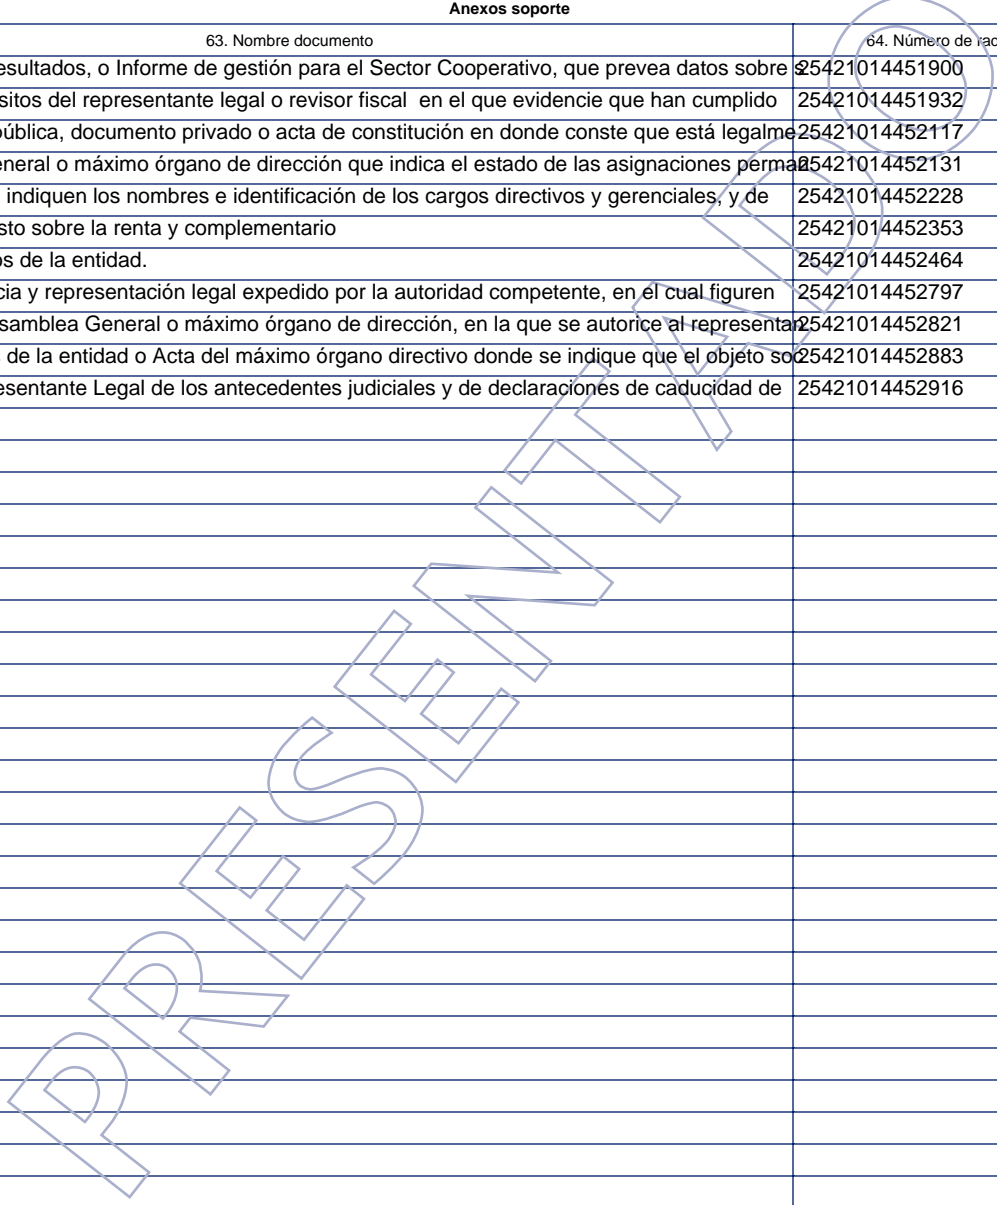 Anexos soporte
63. Nombre documento 64. Número de rad
esultados, o Informe de gestión para el Sector Cooperativo, que prevea datos sobre s 25421014451900
sitos del representante legal o revisor fiscal en el que evidencie que han cumplido 25421014451932
pública, documento privado o acta de constitución en donde conste que está legalme 25421014452117
eneral o máximo órgano de dirección que indica el estado de las asignaciones perman 25421014452131
indiquen los nombres e identificación de los cargos directivos y gerenciales, y de 25421014452228
sto sobre la renta y complementario 25421014452353
os de la entidad. 25421014452464
cia y representación legal expedido por la autoridad competente, en el cual figuren 25421014452797
samblea General o máximo órgano de dirección, en la que se autorice al representan 25421014452821
s de la entidad o Acta del máximo órgano directivo donde se indique que el objeto soc 25421014452883
esentante Legal de los antecedentes judiciales y de declaraciones de caducidad de 25421014452916
PRESENTADO